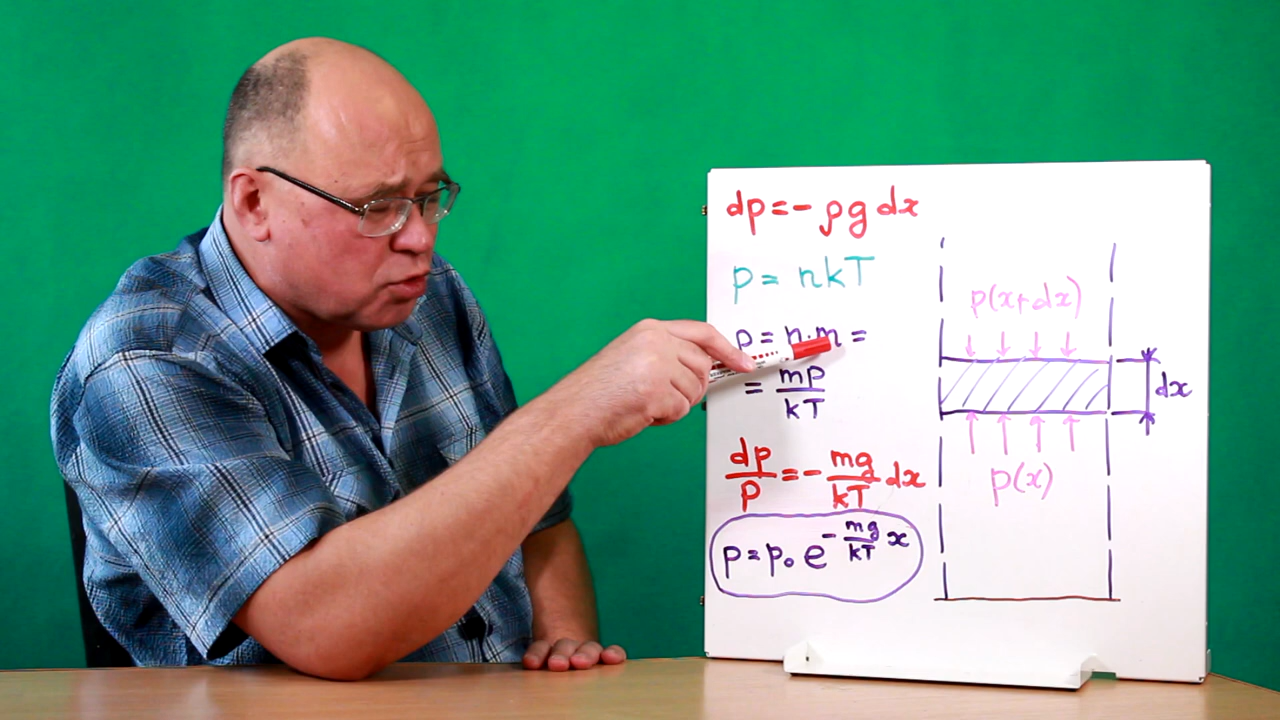 dp = - ρg dx
p = nkT
ρ = n·m =
= mp/kT
dp/p = - mg/kT dx
p = p₀ e^(- mg/kT x)
p(x+dx)
dx
p(x)